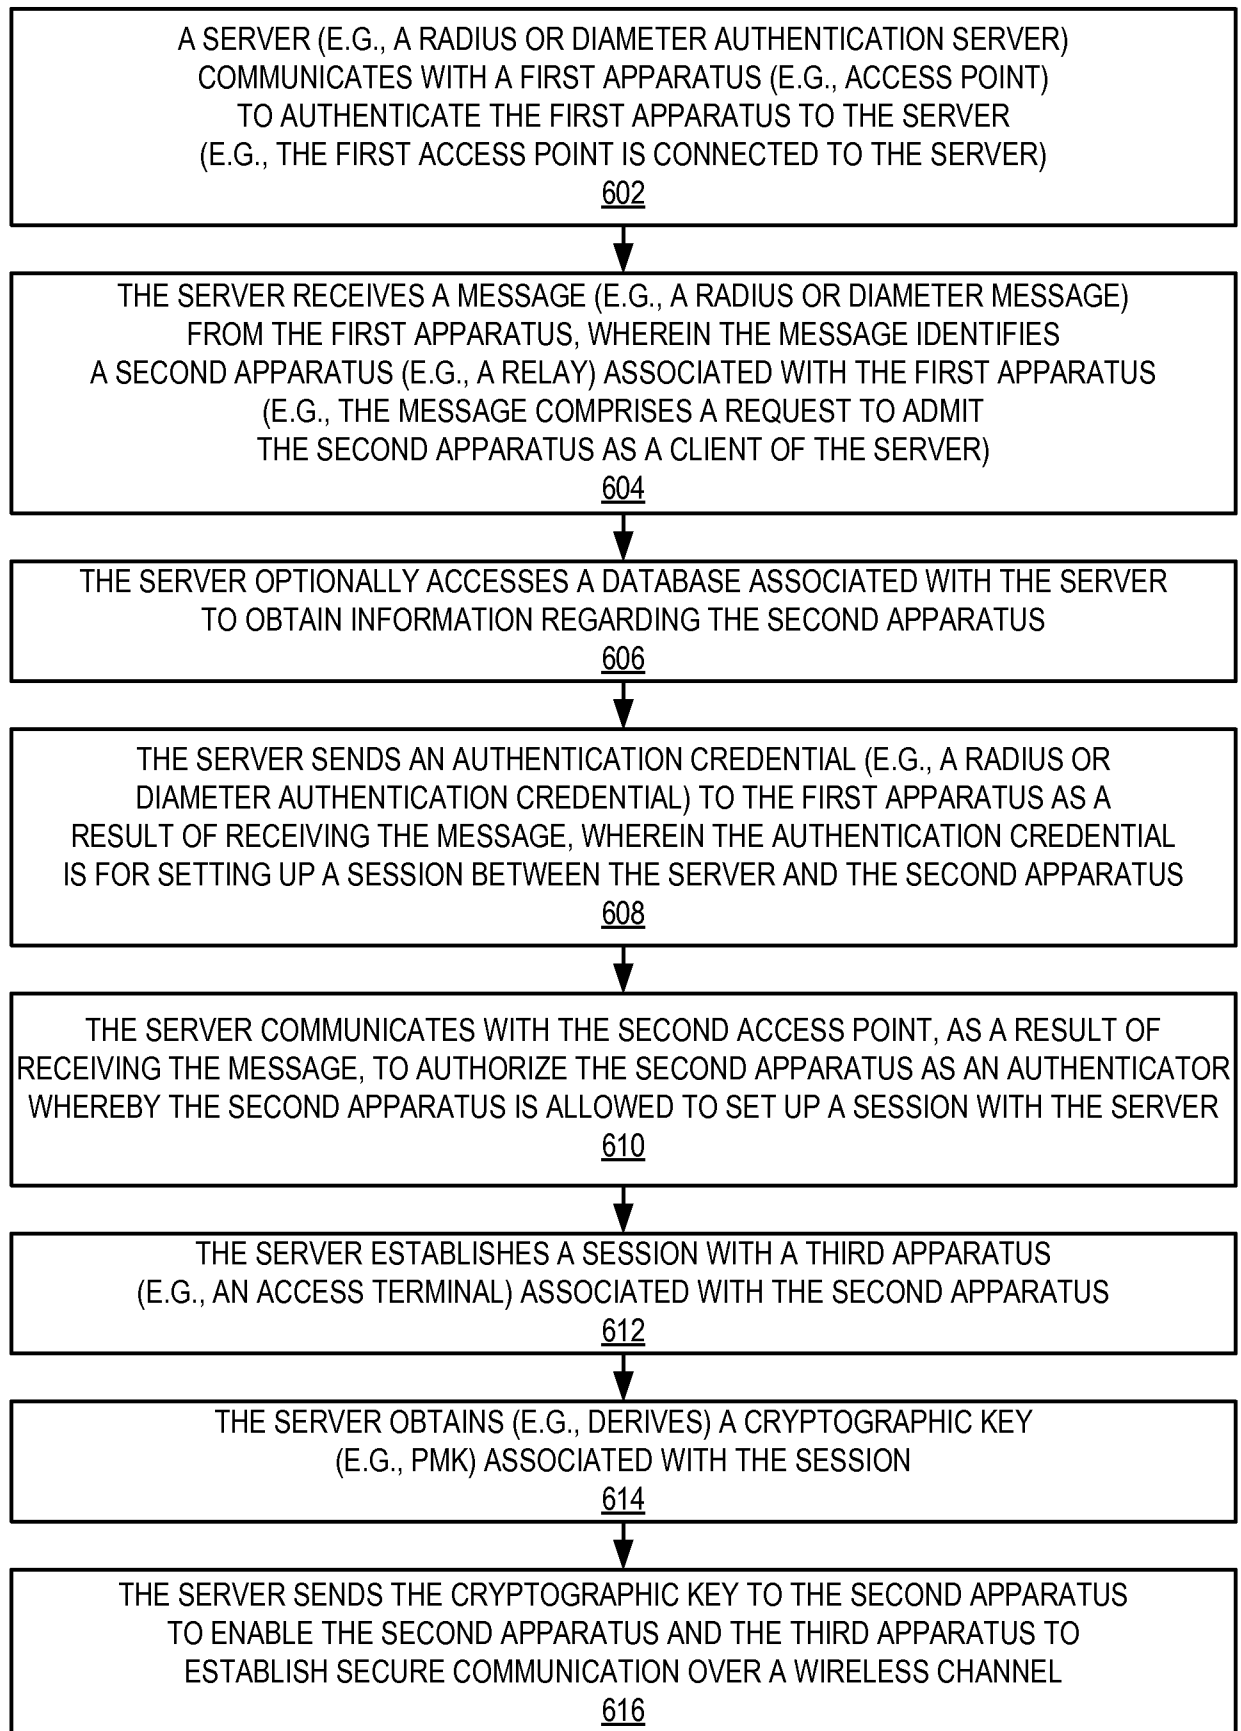 A SERVER (E.G., A RADIUS OR DIAMETER AUTHENTICATION SERVER)
COMMUNICATES WITH A FIRST APPARATUS (E.G., ACCESS POINT)
TO AUTHENTICATE THE FIRST APPARATUS TO THE SERVER
(E.G., THE FIRST ACCESS POINT IS CONNECTED TO THE SERVER)
602
THE SERVER RECEIVES A MESSAGE (E.G., A RADIUS OR DIAMETER MESSAGE)
FROM THE FIRST APPARATUS, WHEREIN THE MESSAGE IDENTIFIES
A SECOND APPARATUS (E.G., A RELAY) ASSOCIATED WITH THE FIRST APPARATUS
(E.G., THE MESSAGE COMPRISES A REQUEST TO ADMIT
THE SECOND APPARATUS AS A CLIENT OF THE SERVER)
604
THE SERVER OPTIONALLY ACCESSES A DATABASE ASSOCIATED WITH THE SERVER
TO OBTAIN INFORMATION REGARDING THE SECOND APPARATUS
606
THE SERVER SENDS AN AUTHENTICATION CREDENTIAL (E.G., A RADIUS OR
DIAMETER AUTHENTICATION CREDENTIAL) TO THE FIRST APPARATUS AS A
RESULT OF RECEIVING THE MESSAGE, WHEREIN THE AUTHENTICATION CREDENTIAL
IS FOR SETTING UP A SESSION BETWEEN THE SERVER AND THE SECOND APPARATUS
608
THE SERVER COMMUNICATES WITH THE SECOND ACCESS POINT, AS A RESULT OF
RECEIVING THE MESSAGE, TO AUTHORIZE THE SECOND APPARATUS AS AN AUTHENTICATOR
WHEREBY THE SECOND APPARATUS IS ALLOWED TO SET UP A SESSION WITH THE SERVER
610
THE SERVER ESTABLISHES A SESSION WITH A THIRD APPARATUS
(E.G., AN ACCESS TERMINAL) ASSOCIATED WITH THE SECOND APPARATUS
612
THE SERVER OBTAINS (E.G., DERIVES) A CRYPTOGRAPHIC KEY
(E.G., PMK) ASSOCIATED WITH THE SESSION
614
THE SERVER SENDS THE CRYPTOGRAPHIC KEY TO THE SECOND APPARATUS
TO ENABLE THE SECOND APPARATUS AND THE THIRD APPARATUS TO
ESTABLISH SECURE COMMUNICATION OVER A WIRELESS CHANNEL
616